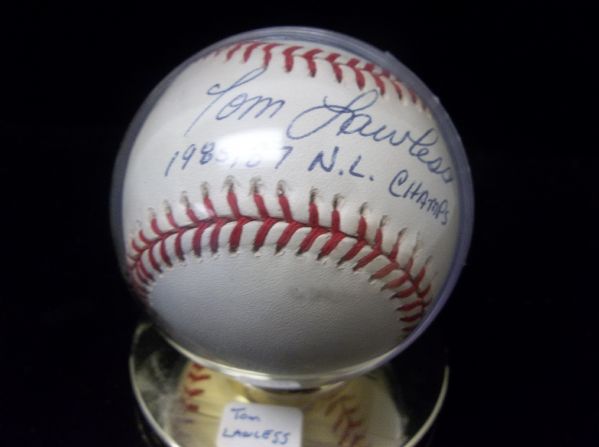 Tom Lawless
1985,87 N.L. CHAMPS
Tom
LAWLESS